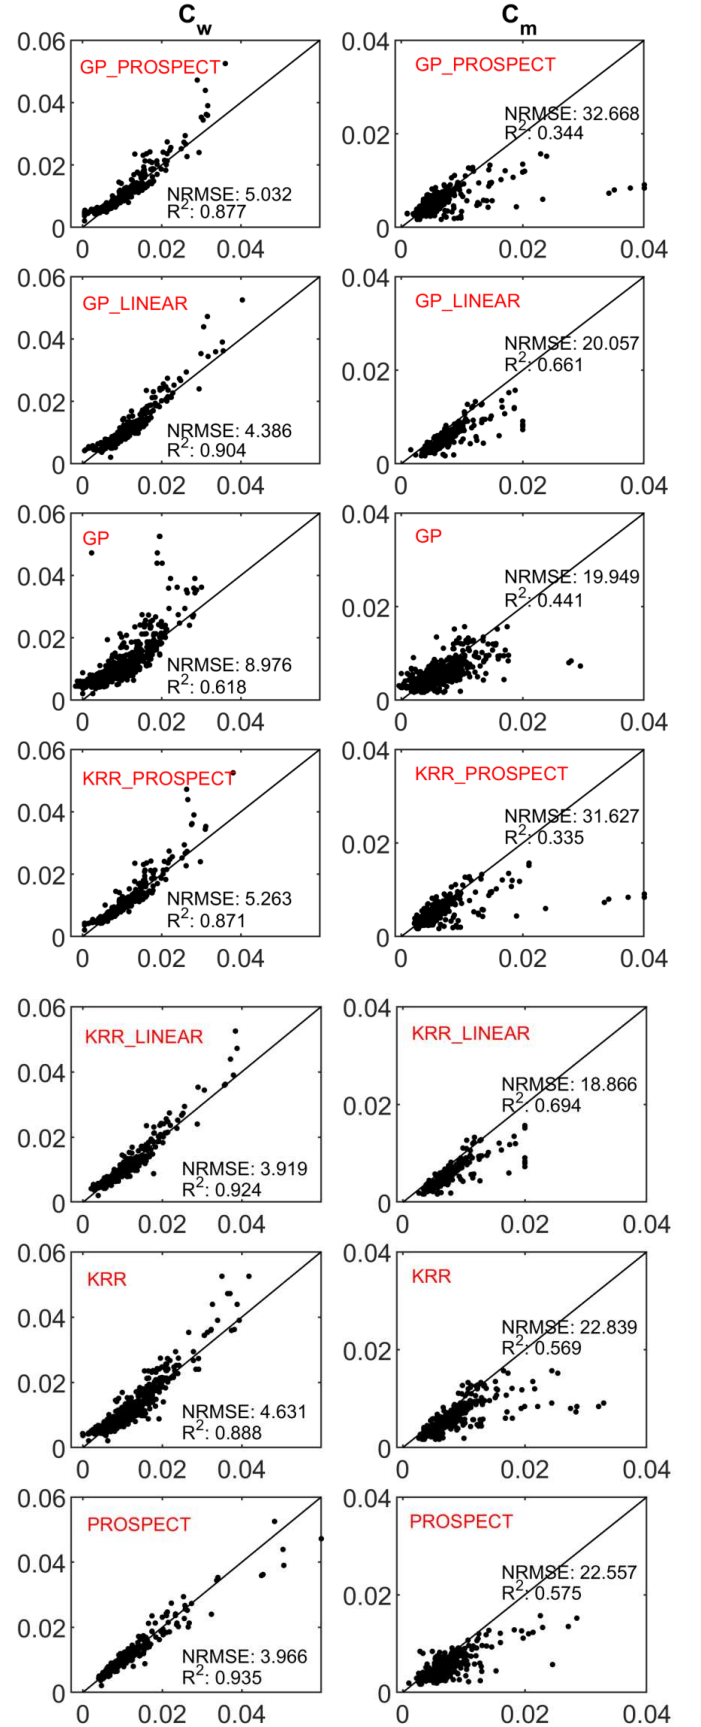 C_w C_m
0.06 0.04
GP_PROSPECT GP_PROSPECT
0.04 NRMSE: 32.668
0.02 R²: 0.344
0.02 NRMSE: 5.032
R²: 0.877
0 0
0 0.02 0.04 0 0.02 0.04
0.06 0.04
GP_LINEAR GP_LINEAR
0.04 NRMSE: 20.057
0.02 R²: 0.661
0.02 NRMSE: 4.386
R²: 0.904
0 0
0 0.02 0.04 0 0.02 0.04
0.06 0.04
GP GP
0.04 NRMSE: 19.949
0.02 R²: 0.441
0.02 NRMSE: 8.976
R²: 0.618
0 0
0 0.02 0.04 0 0.02 0.04
0.06 0.04
KRR_PROSPECT KRR_PROSPECT
0.04 NRMSE: 31.627
0.02 R²: 0.335
0.02 NRMSE: 5.263
R²: 0.871
0 0
0 0.02 0.04 0 0.02 0.04
0.06 0.04
KRR_LINEAR KRR_LINEAR
0.04 NRMSE: 18.866
0.02 R²: 0.694
0.02 NRMSE: 3.919
R²: 0.924
0 0
0 0.02 0.04 0 0.02 0.04
0.06 0.04
KRR KRR
0.04 NRMSE: 22.839
0.02 R²: 0.569
0.02 NRMSE: 4.631
R²: 0.888
0 0
0 0.02 0.04 0 0.02 0.04
0.06 0.04
PROSPECT PROSPECT
0.04 NRMSE: 22.557
0.02 R²: 0.575
0.02 NRMSE: 3.966
R²: 0.935
0 0
0 0.02 0.04 0 0.02 0.04